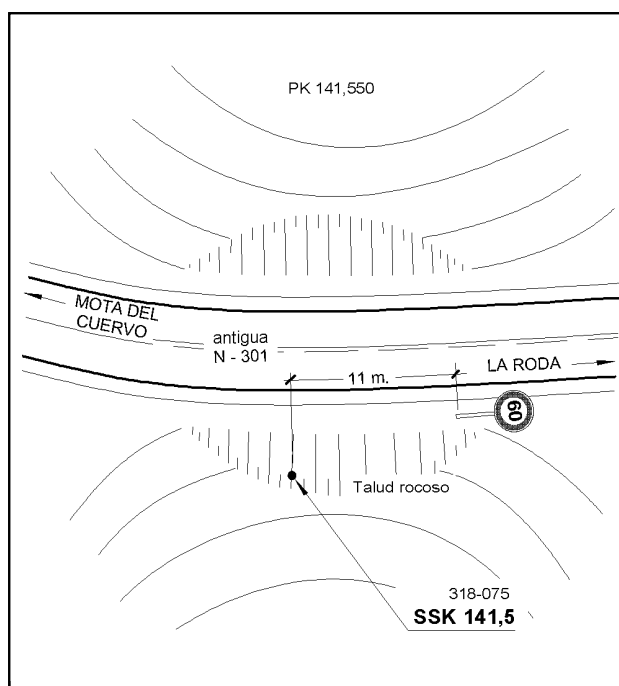 PK 141,550
MOTA DEL
CUERVO
antigua
N - 301
11 m.
LA RODA
60
Talud rocoso
318-075
SSK 141,5